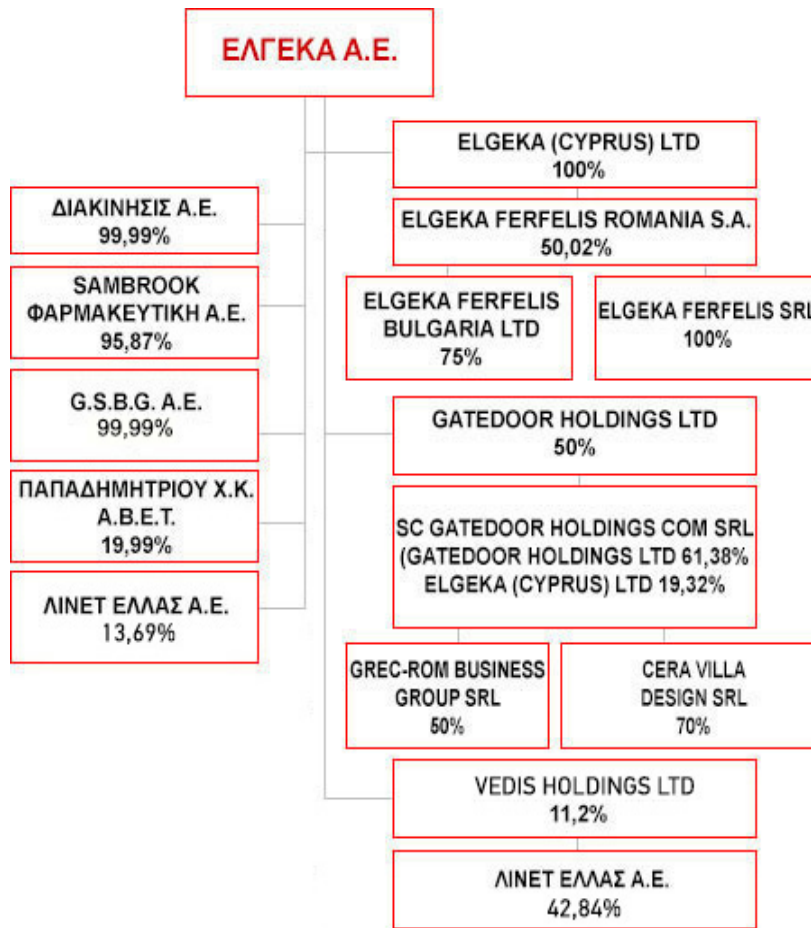 ΕΛΓΕΚΑ Α.Ε.
ELGEKA (CYPRUS) LTD
100%
ΔΙΑΚΙΝΗΣΙΣ Α.Ε.
99,99%
ELGEKA FERFELIS ROMANIA S.A.
50,02%
SAMBROOK
ΦΑΡΜΑΚΕΥΤΙΚΗ Α.Ε.
95,87%
ELGEKA FERFELIS
BULGARIA LTD
75%
ELGEKA FERFELIS SRL
100%
G.S.B.G. A.E.
99,99%
GATEDOOR HOLDINGS LTD
50%
ΠΑΠΑΔΗΜΗΤΡΙΟΥ Χ.Κ.
Α.Β.Ε.Τ.
19,99%
SC GATEDOOR HOLDINGS COM SRL
(GATEDOOR HOLDINGS LTD 61,38%
ELGEKA (CYPRUS) LTD 19,32%
ΛΙΝΕΤ ΕΛΛΑΣ Α.Ε.
13,69%
GREC-ROM BUSINESS
GROUP SRL
50%
CERA VILLA
DESIGN SRL
70%
VEDIS HOLDINGS LTD
11,2%
ΛΙΝΕΤ ΕΛΛΑΣ Α.Ε.
42,84%